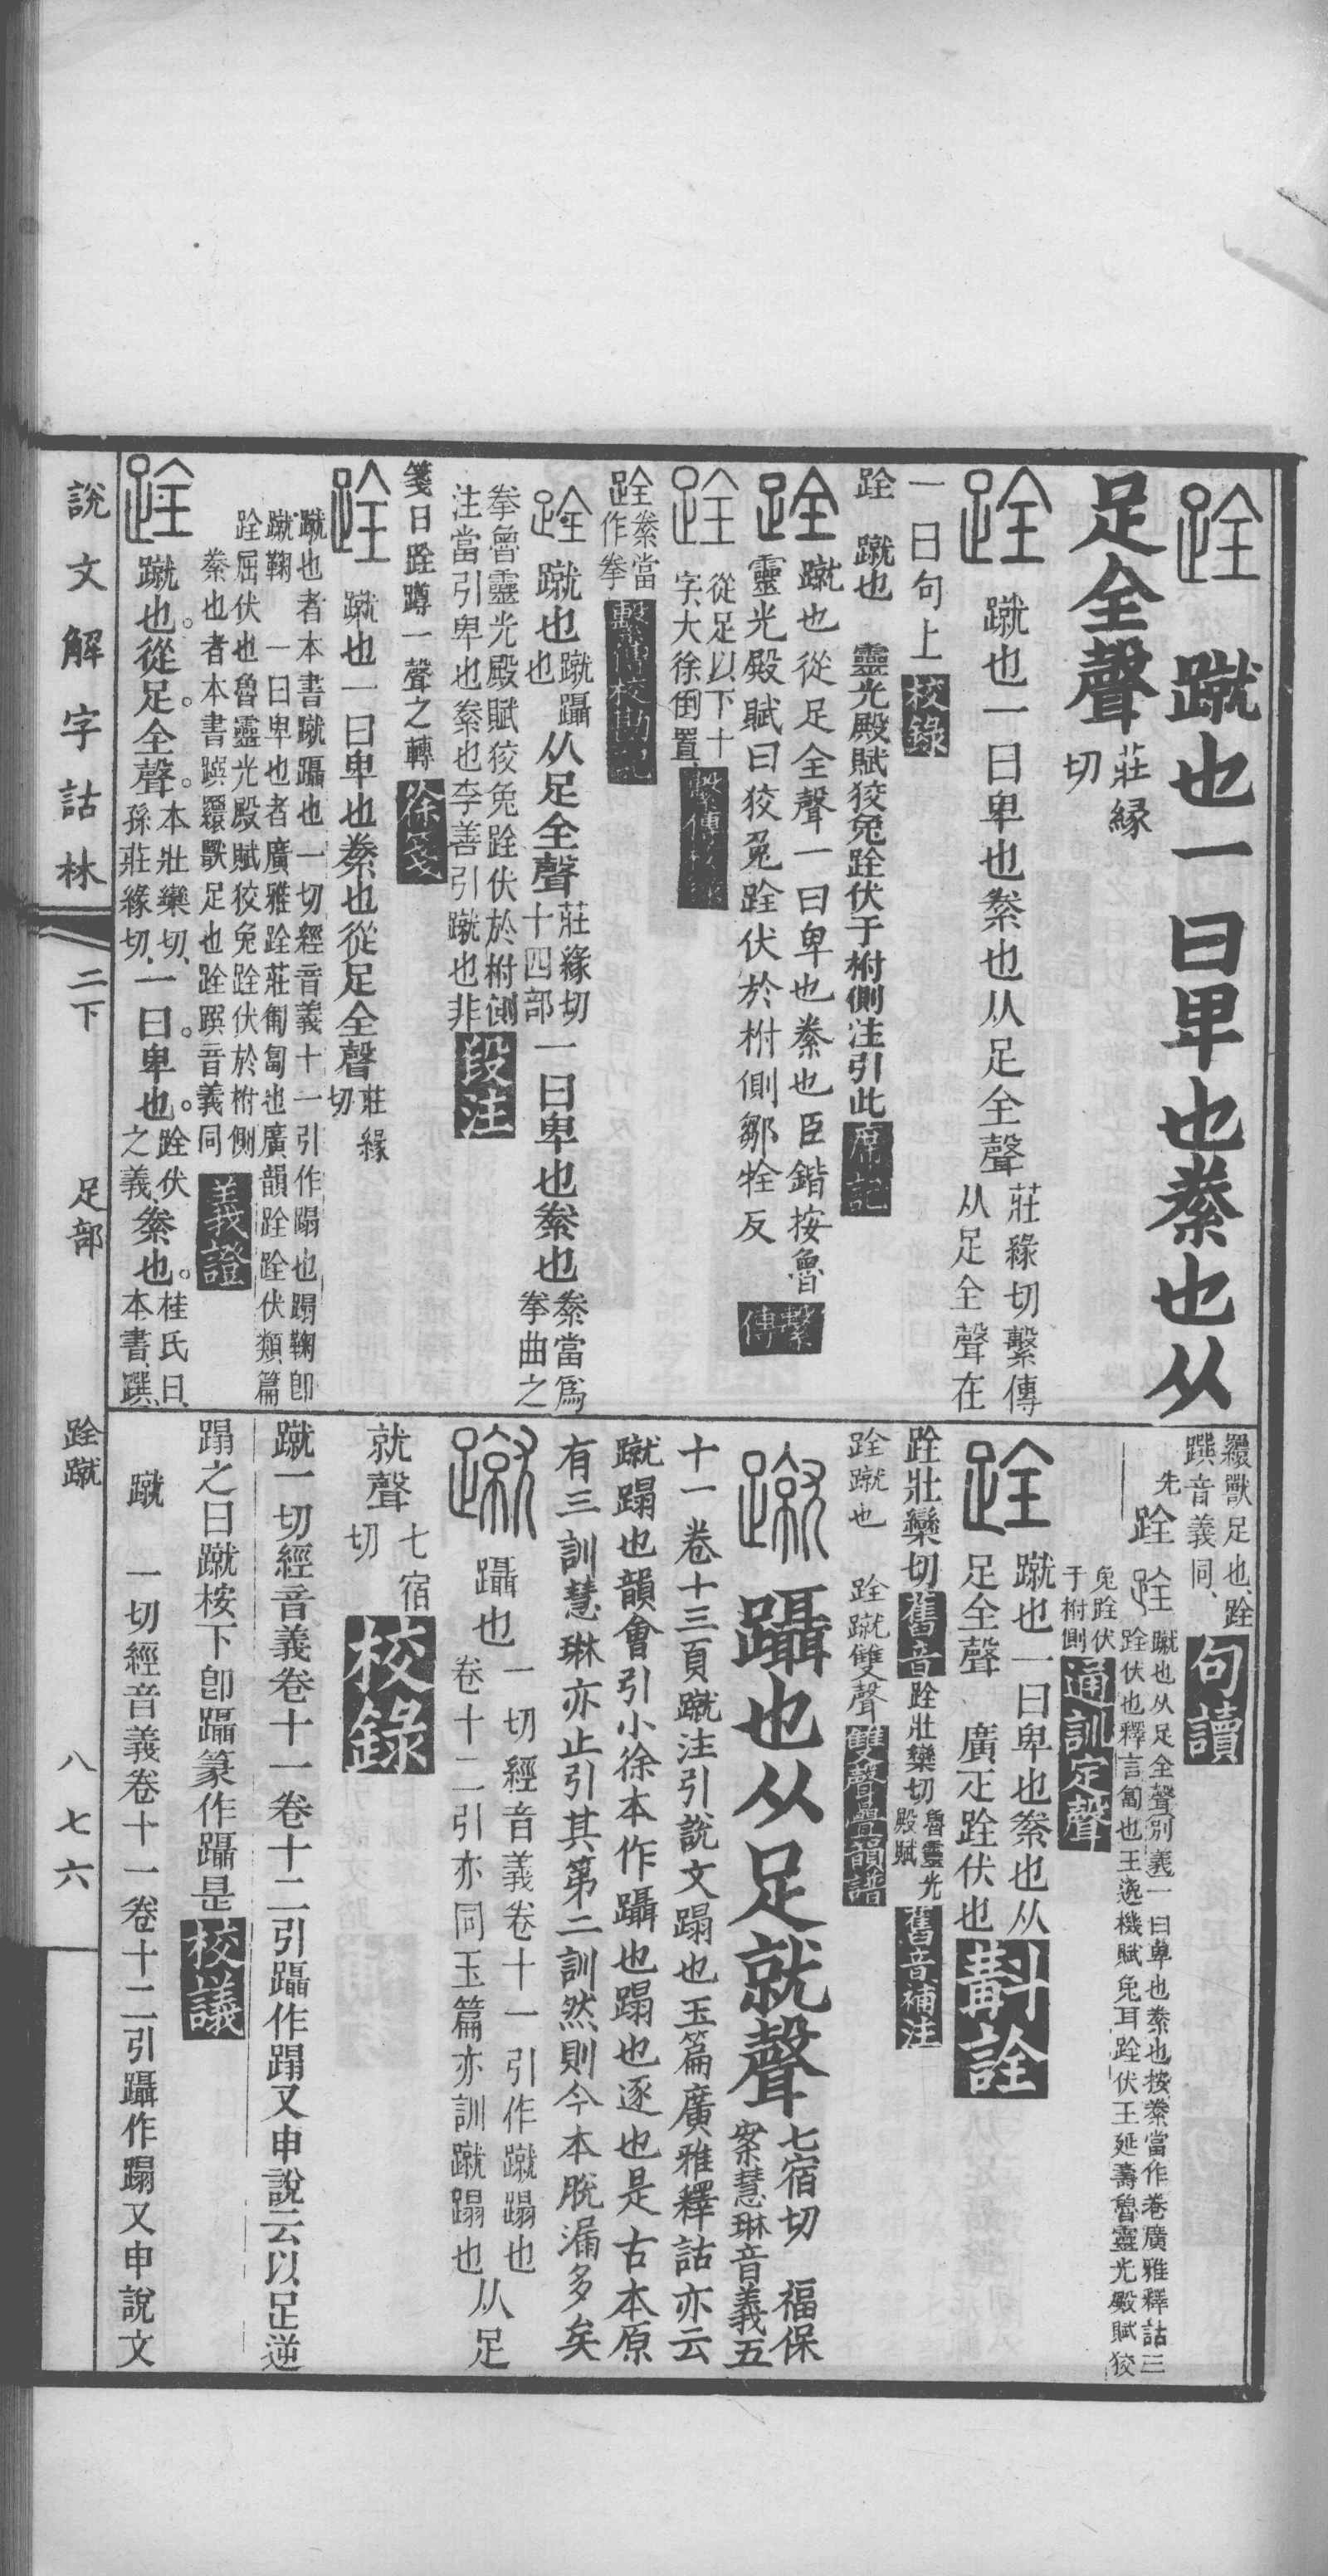 跧 蹴也一曰卑也絭也从
足全聲 莊緣切
跧 蹴也一曰卑也絭也从足全聲 莊緣切繫傳从足全聲在
一曰句上 校錄
跧 蹴也 靈光殿賦狡兔跧伏于柎側注引此 席記
跧 蹴也從足全聲一曰卑也絭也臣鍇按魯
靈光殿賦曰狡兔跧伏於柎側鄒牷反 繫傳
跧 從足以下十字大徐倒置
跧 絭當作拳 繫傳校勘記
跧 蹴也 蹴躡也 从足全聲 莊緣切十四部 一曰卑也絭也 絭當爲拳曲之
拳魯靈光殿賦狡兔跧伏於柎側
注當引卑也絭也李善引蹴也非 段注
箋曰跧蹲一聲之轉 徐箋
跧 蹴也一曰卑也絭也從足全聲 莊緣切
蹴也者本書蹴躡也一切經音義十一引作蹋也蹋鞠卽
蹴鞠 一曰卑也者廣雅跧莊匍匐也廣韻跧跧伏類篇
跧屈伏也魯靈光殿賦狡兔跧伏於柎側
絭也者本書蹼纙獸足也跧蹼音義同 義證
跧 蹴也。從足。全聲。 本壯欒切、孫莊緣切、 一曰。卑也。 跧伏之義、 絭也。 桂氏曰、本書、蹼、
纙獸足也、跧
蹼音義同、 句讀
跧 跧 蹴也从足全聲別義一曰卑也絭也按絭當作卷廣雅釋詁三
跧伏也釋言匐也王逸機賦兔耳跧伏王延壽魯靈光殿賦狡
兔跧伏于柎側 通訓定聲
跧 蹴也一曰卑也絭也从
足全聲 廣疋跧伏也 斠詮
跧壯欒切 舊音 跧壯欒切 魯靈光殿賦 舊音補注
跧蹴也 跧蹴雙聲 雙聲疊韻譜
蹴 躡也从足就聲 七宿切 福保案慧琳音義五
十一卷十三頁蹴注引說文蹋也玉篇廣雅釋詁亦云
蹴蹋也韻會引小徐本作躡也蹋也逐也是古本原
有三訓慧琳亦止引其第二訓然則今本脫漏多矣
蹴 躡也 一切經音義卷十一引作蹴蹋也卷十二引亦同玉篇亦訓蹴蹋也 从足
就聲 七宿切 校錄
蹴一切經音義卷十一卷十二引躡作蹋又申說云以足逆
蹋之曰蹴桉下卽躡篆作躡是 校議
蹴 一切經音義卷十一卷十二引躡作蹋又申說文
說文解字詁林 二下 足部 跧蹴 八七六